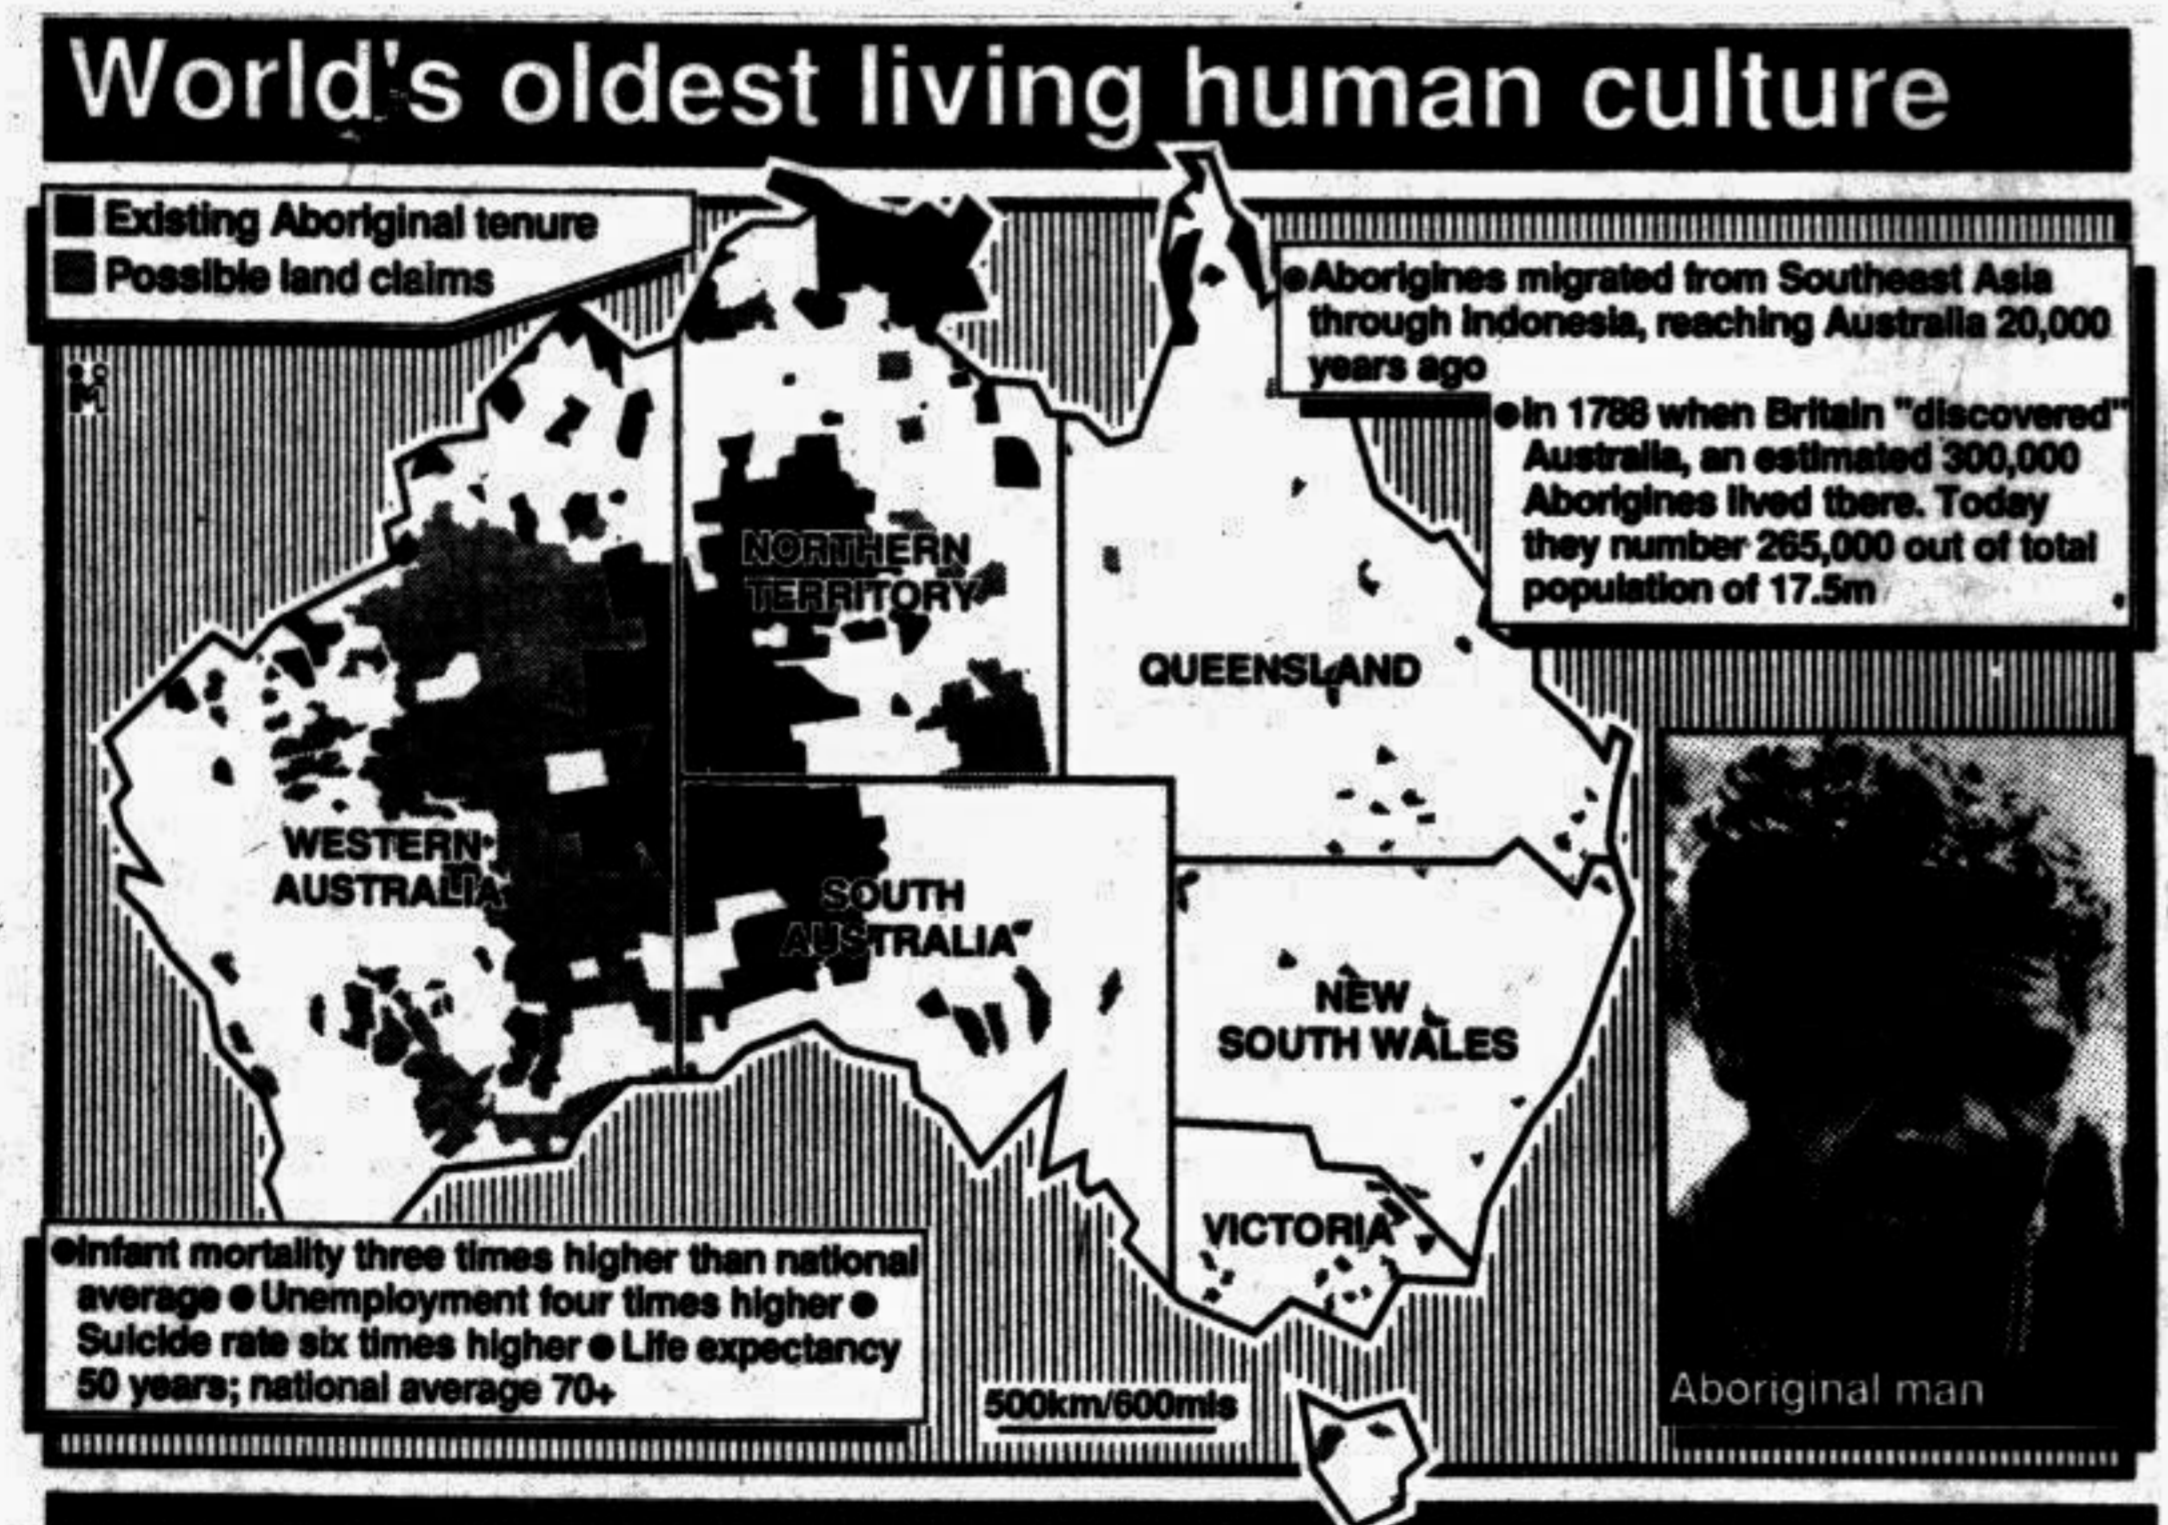 World's oldest living human culture
Existing Aboriginal tenure
Possible land claims
●Aborigines migrated from Southeast Asia
through Indonesia, reaching Australia 20,000
years ago
●In 1788 when Britain "discovered"
Australia, an estimated 300,000
Aborigines lived there. Today
they number 265,000 out of total
population of 17.5m
NORTHERN
TERRITORY
QUEENSLAND
WESTERN
AUSTRALIA
SOUTH
AUSTRALIA
NEW
SOUTH WALES
VICTORIA
●Infant mortality three times higher than national
average ● Unemployment four times higher ●
Suicide rate six times higher ● Life expectancy
50 years; national average 70+
500km/600mls
Aboriginal man